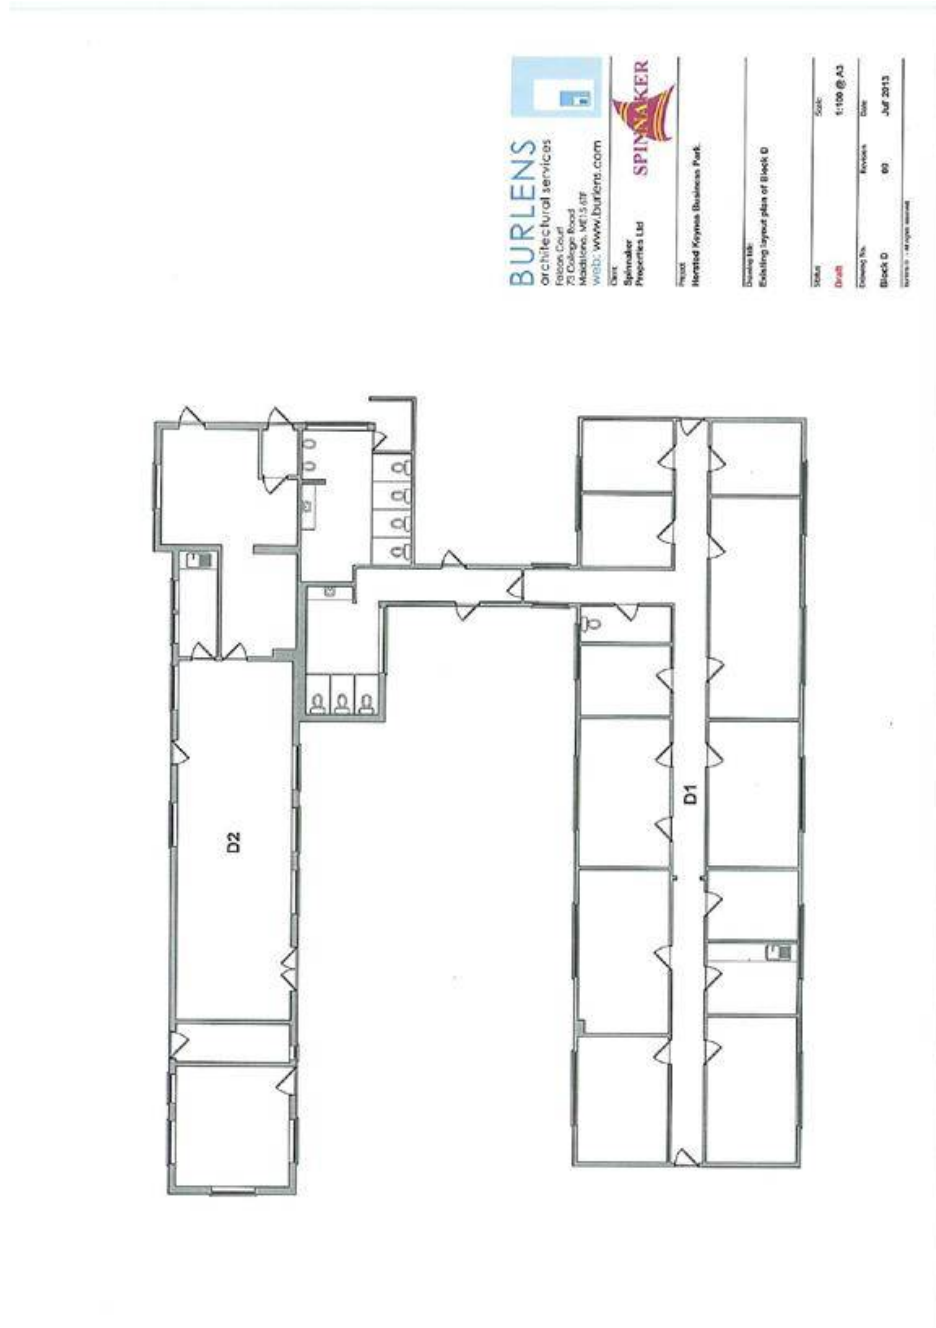 BURLENS
architectural services
Falcon Court
73 College Road
Maidstone, ME15 6TF
web: www.burlens.com
Client
Spinnaker
Properties Ltd
SPINNAKER
Project
Horsted Keynes Business Park
Drawing title
Existing layout plan of Block D
Status
Scale
Draft
1:100 @ A3
Drawing No.
Revision
Date
Block D
00
Jul' 2013
D2
D1